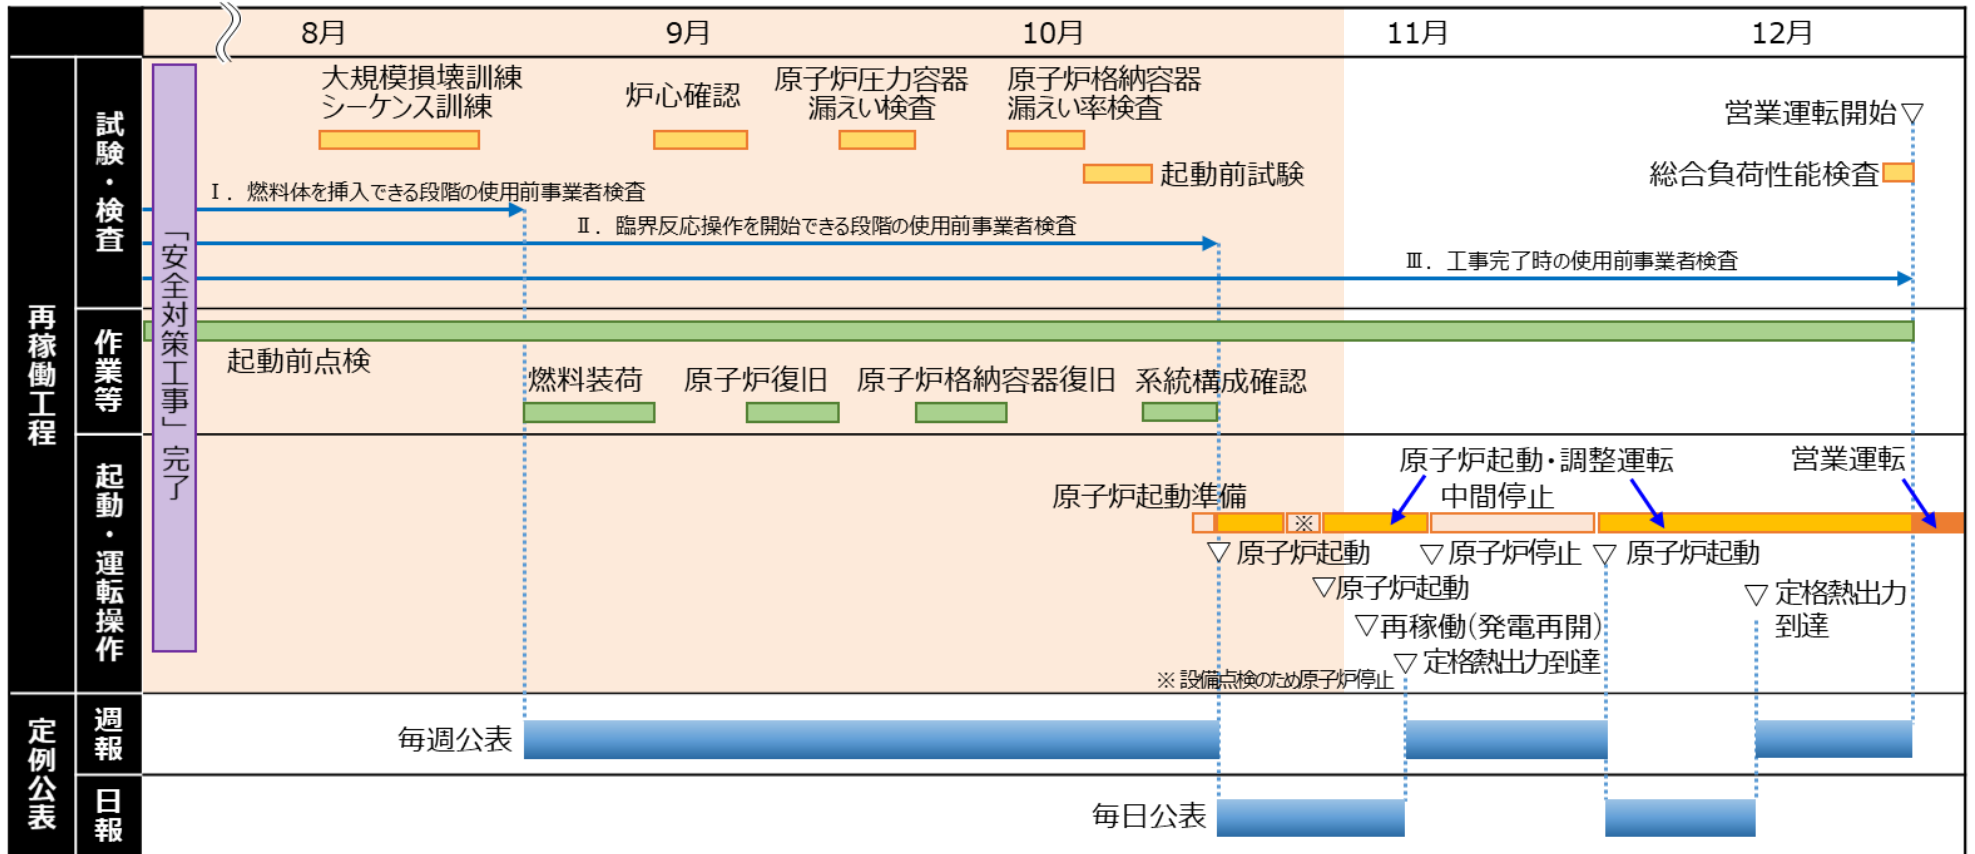 8月
9月
10月
11月
12月
再稼働工程
試験・検査
「安全対策工事」完了
大規模損壊訓練
シーケンス訓練
炉心確認
原子炉圧力容器
漏えい検査
原子炉格納容器
漏えい率検査
起動前試験
営業運転開始▽
総合負荷性能検査
Ⅰ．燃料体を挿入できる段階の使用前事業者検査
Ⅱ．臨界反応操作を開始できる段階の使用前事業者検査
Ⅲ．工事完了時の使用前事業者検査
作業等
起動前点検
燃料装荷
原子炉復旧
原子炉格納容器復旧
系統構成確認
起動・運転操作
原子炉起動・調整運転
営業運転
原子炉起動準備
中間停止
※
▽原子炉起動
▽原子炉停止
▽原子炉起動
▽原子炉起動
▽定格熱出力
到達
▽再稼働(発電再開)
▽定格熱出力到達
※設備点検のため原子炉停止
定例公表
週報
毎週公表
日報
毎日公表